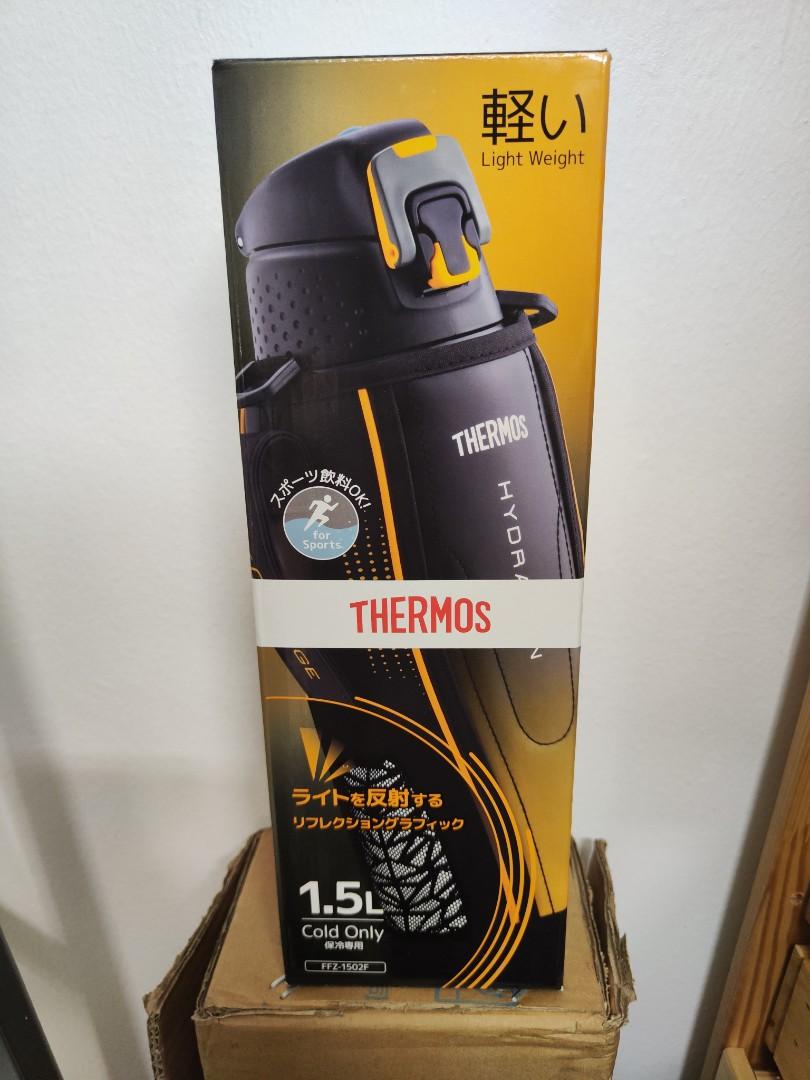 軽い
Light Weight
THERMOS
スポーツ飲料OK!
for
Sports
THERMOS
ライトを反射する
リフレクショングラフィック
1.5L
Cold Only
保冷専用
FFZ-1502F